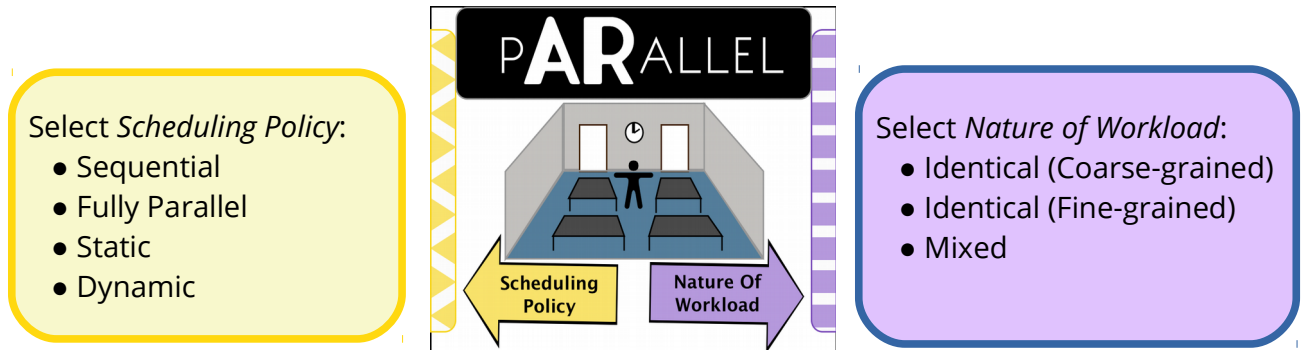 Select Scheduling Policy:
● Sequential
● Fully Parallel
● Static
● Dynamic
PARALLEL
Scheduling
Policy
Nature Of
Workload
Select Nature of Workload:
● Identical (Coarse-grained)
● Identical (Fine-grained)
● Mixed